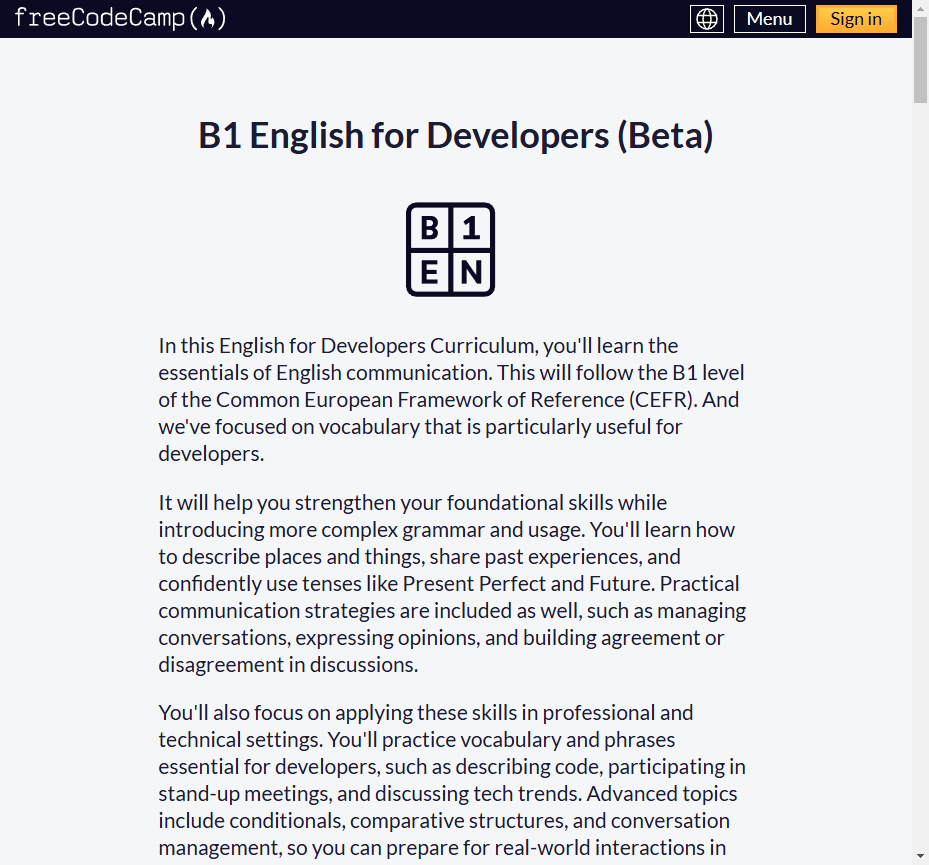 freeCodeCamp
Menu
Sign in
B1 English for Developers (Beta)
B 1
E N
In this English for Developers Curriculum, you'll learn the
essentials of English communication. This will follow the B1 level
of the Common European Framework of Reference (CEFR). And
we've focused on vocabulary that is particularly useful for
developers.
It will help you strengthen your foundational skills while
introducing more complex grammar and usage. You'll learn how
to describe places and things, share past experiences, and
confidently use tenses like Present Perfect and Future. Practical
communication strategies are included as well, such as managing
conversations, expressing opinions, and building agreement or
disagreement in discussions.
You'll also focus on applying these skills in professional and
technical settings. You'll practice vocabulary and phrases
essential for developers, such as describing code, participating in
stand-up meetings, and discussing tech trends. Advanced topics
include conditionals, comparative structures, and conversation
management, so you can prepare for real-world interactions in